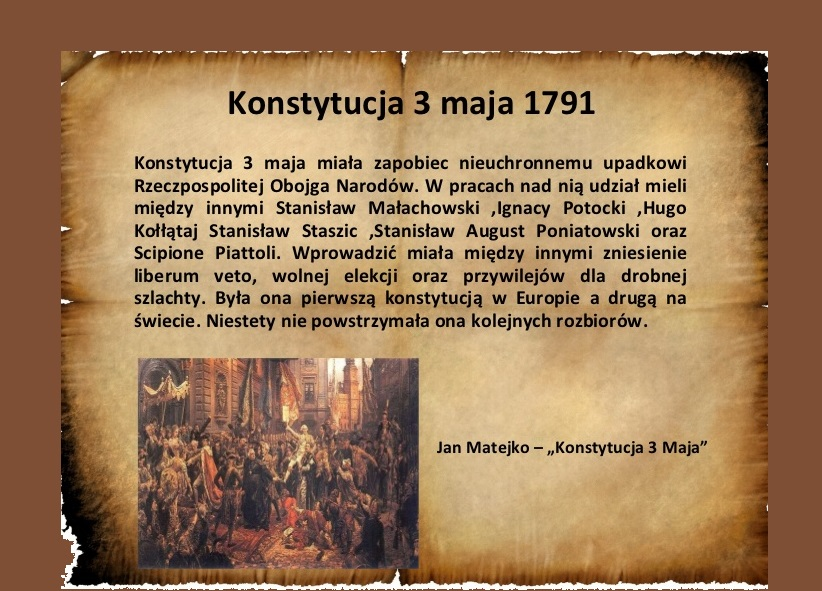 Konstytucja 3 maja 1791
Konstytucja 3 maja miała zapobiec nieuchronnemu upadkowi
Rzeczpospolitej Obojga Narodów. W pracach nad nią udział mieli
między innymi Stanisław Małachowski ,Ignacy Potocki ,Hugo
Kołłątaj Stanisław Staszic ,Stanisław August Poniatowski oraz
Scipione Piattoli. Wprowadzić miała między innymi zniesienie
liberum veto, wolnej elekcji oraz przywilejów dla drobnej
szlachty. Była ona pierwszą konstytucją w Europie a drugą na
świecie. Niestety nie powstrzymała ona kolejnych rozbiorów.
Jan Matejko – „Konstytucja 3 Maja”